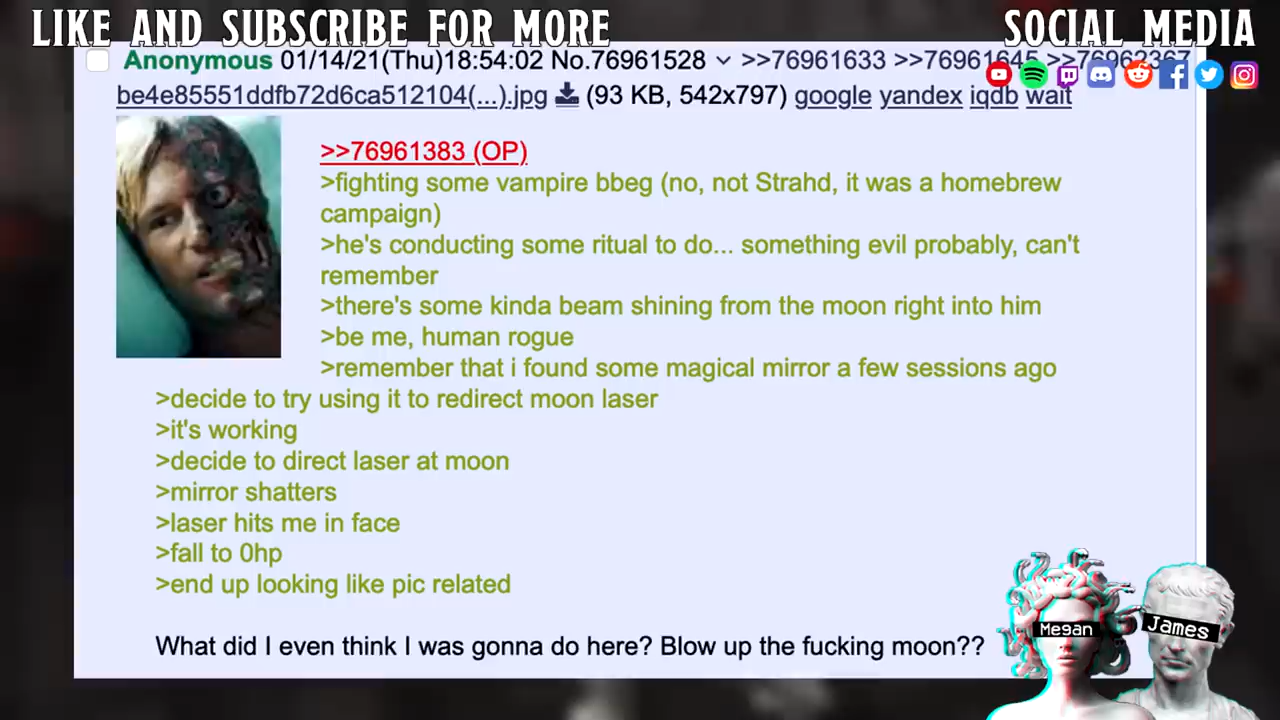 LIKE AND SUBSCRIBE FOR MORE
SOCIAL MEDIA
Anonymous 01/14/21(Thu)18:54:02 No.76961528 >>76961633 >>76961645 >>76962367
be4e85551ddfb72d6ca512104(...).jpg (93 KB, 542x797) google yandex iqdb wait
>>76961383 (OP)
>fighting some vampire bbeg (no, not Strahd, it was a homebrew
campaign)
>he's conducting some ritual to do... something evil probably, can't
remember
>there's some kinda beam shining from the moon right into him
>be me, human rogue
>remember that i found some magical mirror a few sessions ago
>decide to try using it to redirect moon laser
>it's working
>decide to direct laser at moon
>mirror shatters
>laser hits me in face
>fall to 0hp
>end up looking like pic related
What did I even think I was gonna do here? Blow up the fucking moon??
Megan
James